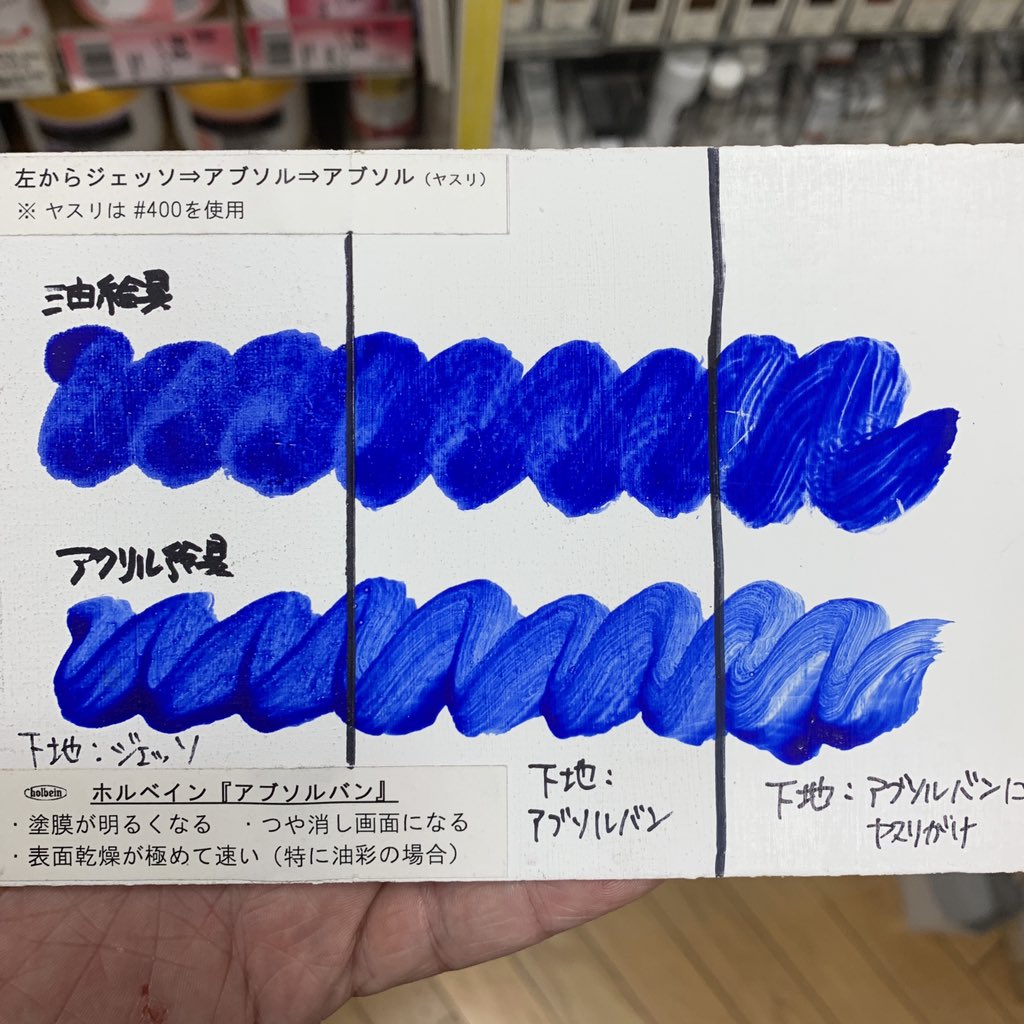 左からジェッソ⇒アブソル⇒アブソル（ヤスリ）
※ ヤスリは #400を使用
油絵具
アクリル絵具
下地：ジェッソ
下地：
アブソルバン
下地：アブソルバンに
ヤスリがけ
holbein ホルベイン『アブソルバン』
・塗膜が明るくなる ・つや消し画面になる
・表面乾燥が極めて速い（特に油彩の場合）